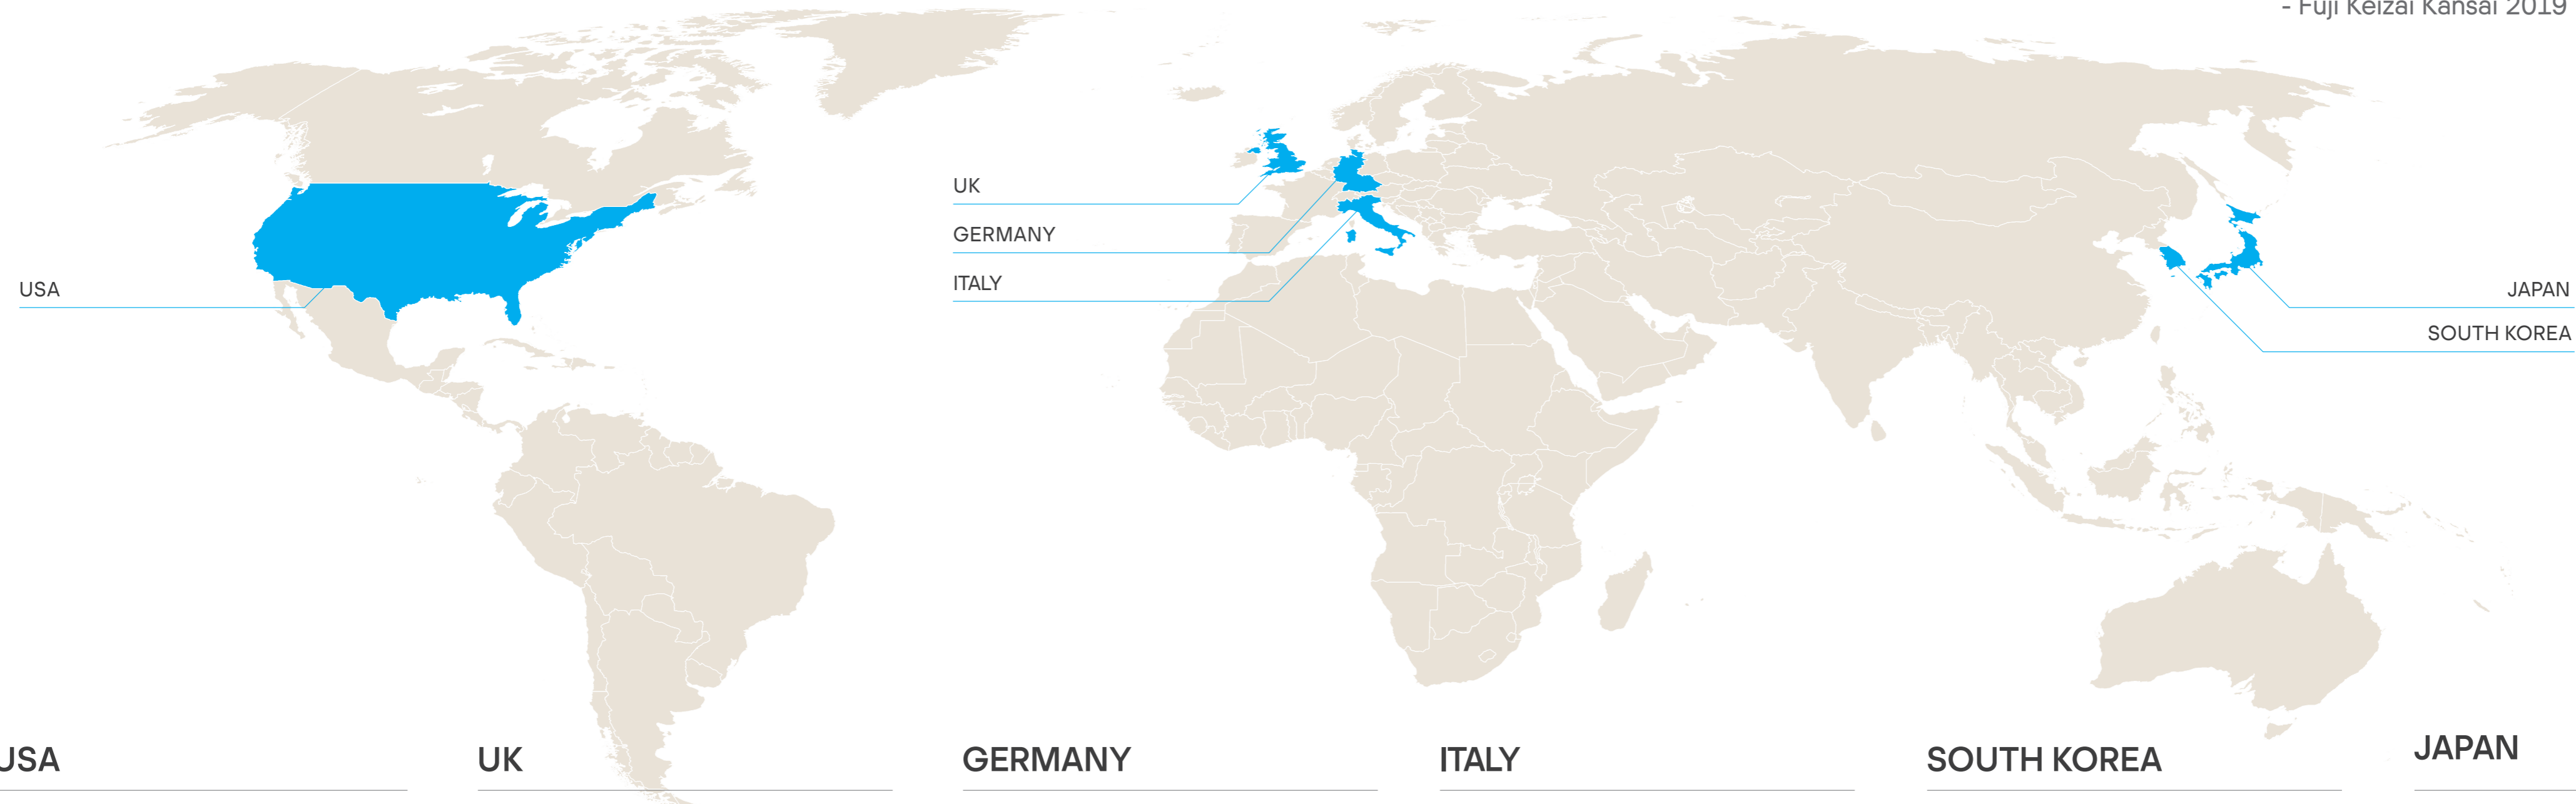 - Fuji Keizai Kansai 2019
UK
GERMANY
ITALY
USA
JAPAN
SOUTH KOREA
USA
UK
GERMANY
ITALY
SOUTH KOREA
JAPAN